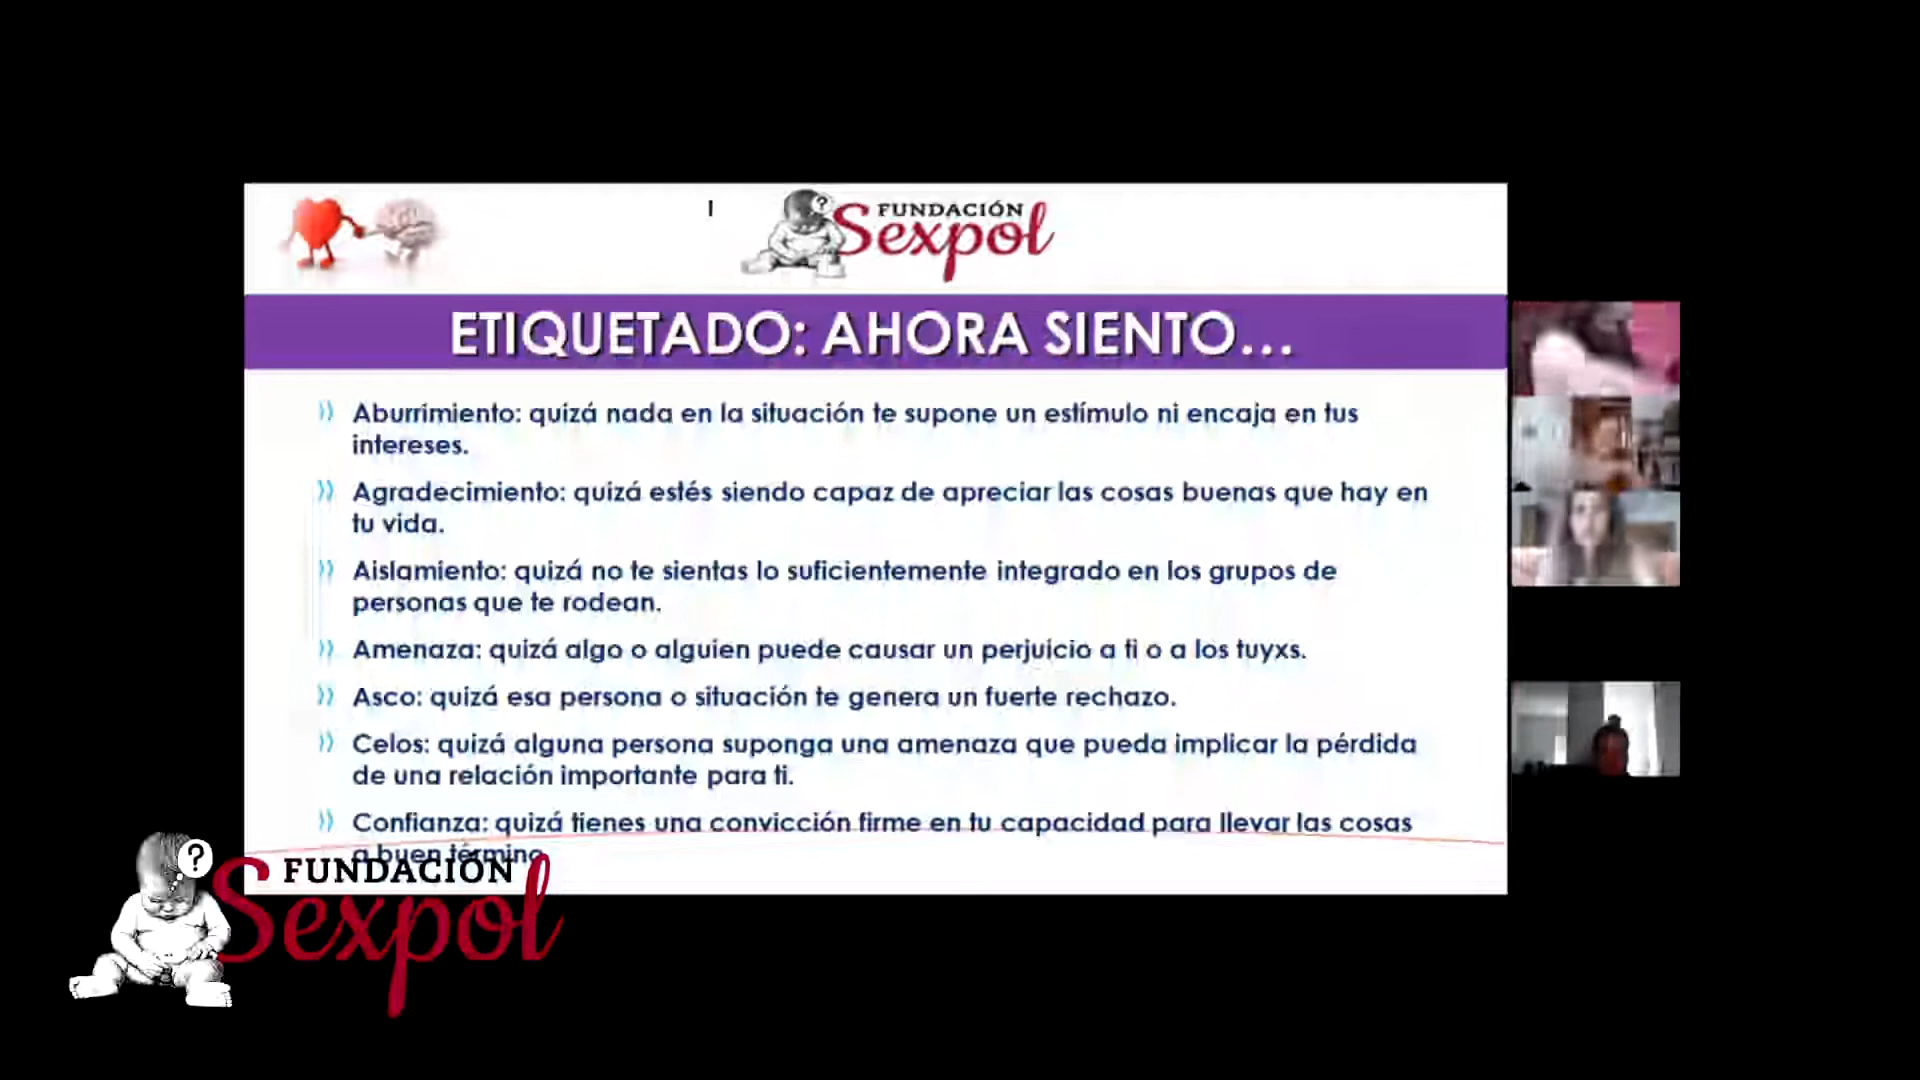 FUNDACIÓN
Sexpol
ETIQUETADO: AHORA SIENTO...
Aburrimiento: quizá nada en la situación te supone un estímulo ni encaja en tus
intereses.
Agradecimiento: quizá estés siendo capaz de apreciar las cosas buenas que hay en
tu vida.
Aislamiento: quizá no te sientas lo suficientemente integrado en los grupos de
personas que te rodean.
Amenaza: quizá algo o alguien puede causar un perjuicio a ti o a los tuyxs.
Asco: quizá esa persona o situación te genera un fuerte rechazo.
Celos: quizá alguna persona suponga una amenaza que pueda implicar la pérdida
de una relación importante para ti.
Confianza: quizá tienes una convicción firme en tu capacidad para llevar las cosas
a buen término
?
FUNDACIÓN
Sexpol